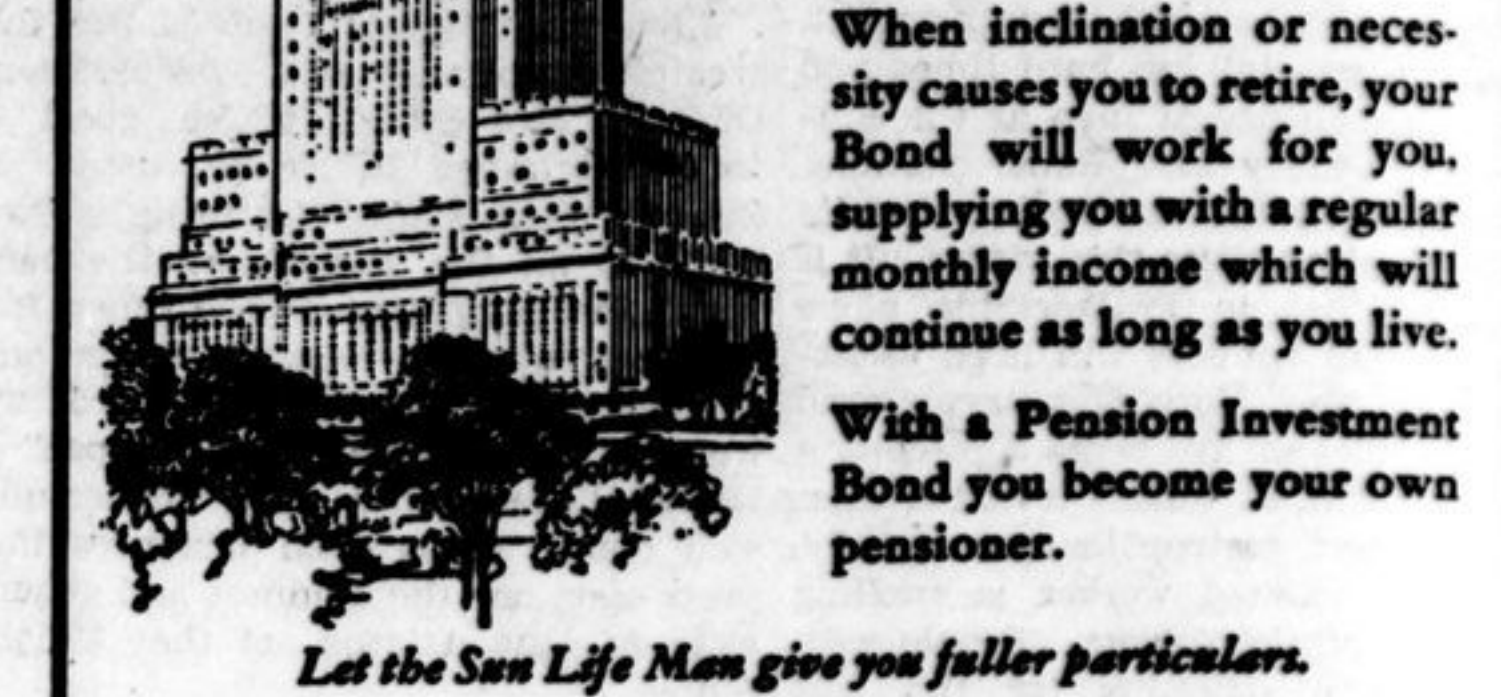 When inclination or neces-
sity causes you to retire, your
Bond will work for you,
supplying you with a regular
monthly income which will
continue as long as you live.
With a Pension Investment
Bond you become your own
pensioner.
Let the Sun Life Man give you fuller particulars.